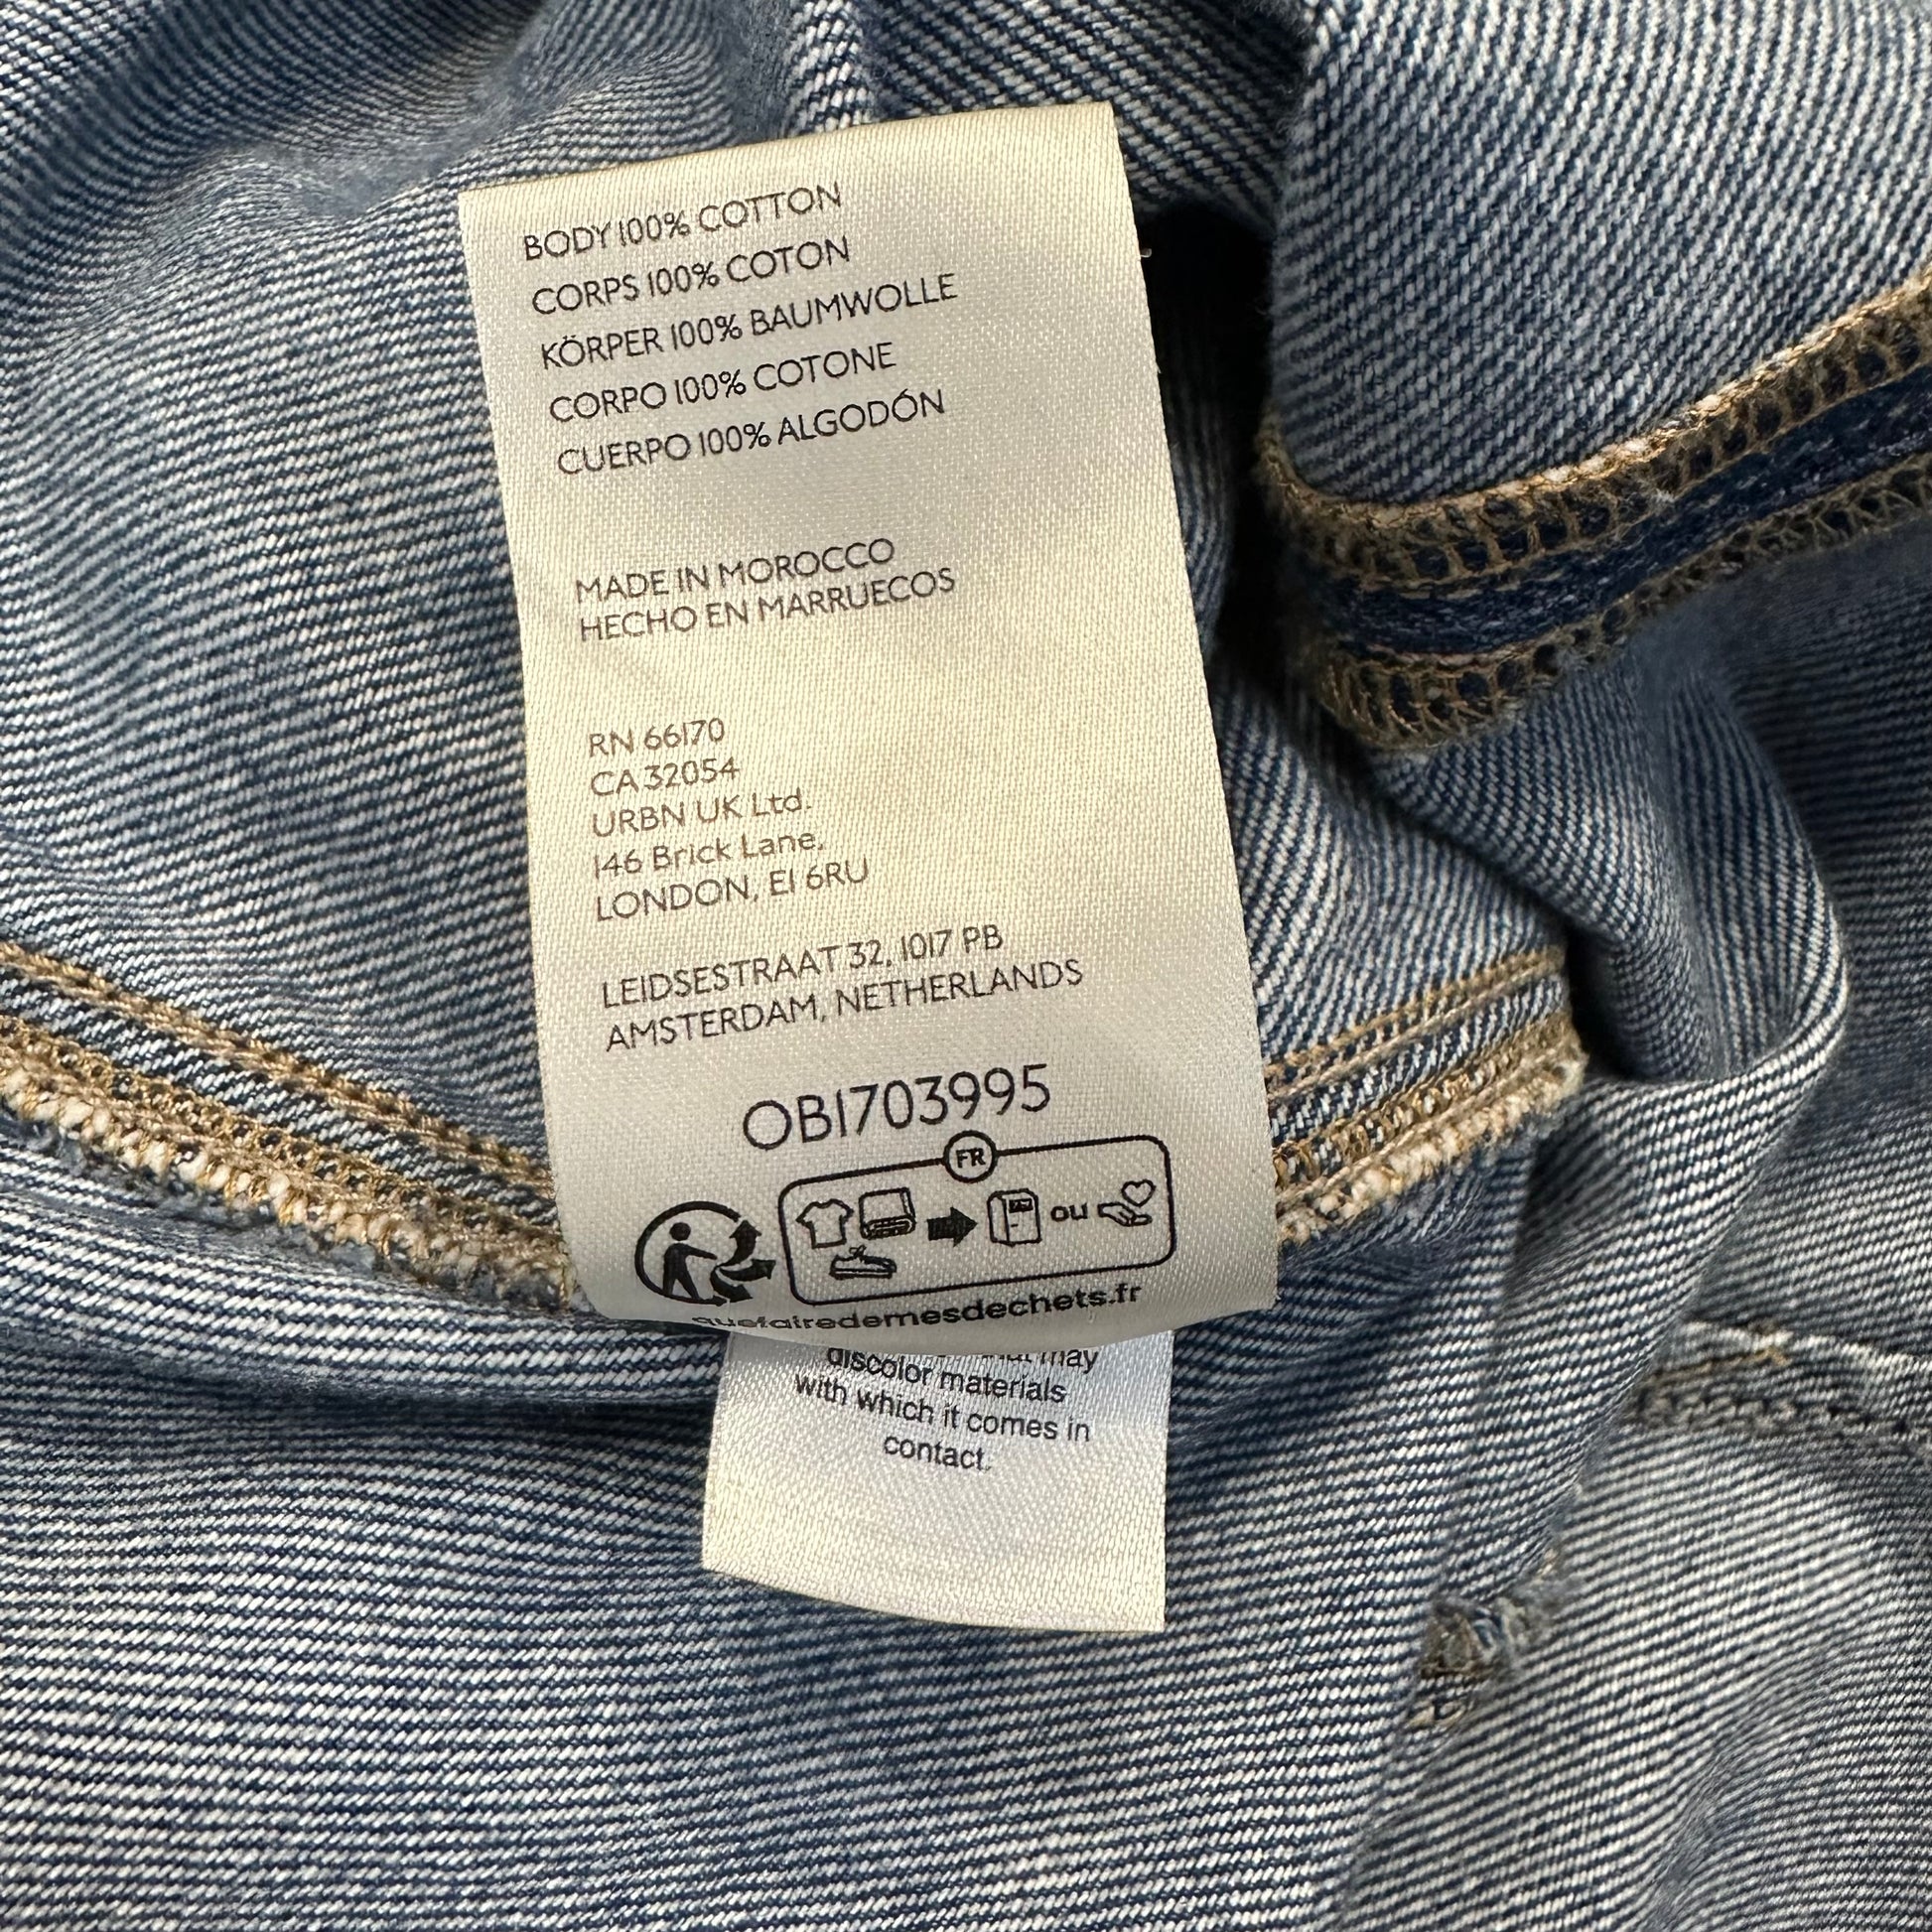 BODY 100% COTTON
CORPS 100% COTON
KÖRPER 100% BAUMWOLLE
CORPO 100% COTONE
CUERPO 100% ALGODÓN
MADE IN MOROCCO
HECHO EN MARRUECOS
RN 66170
CA 32054
URBN UK Ltd.
146 Brick Lane,
LONDON, E1 6RU
LEIDSESTRAAT 32, 1017 PB
AMSTERDAM, NETHERLANDS
OB1703995
FR
ou
quefairedemesdechets.fr
may
discolor materials
with which it comes in
contact.